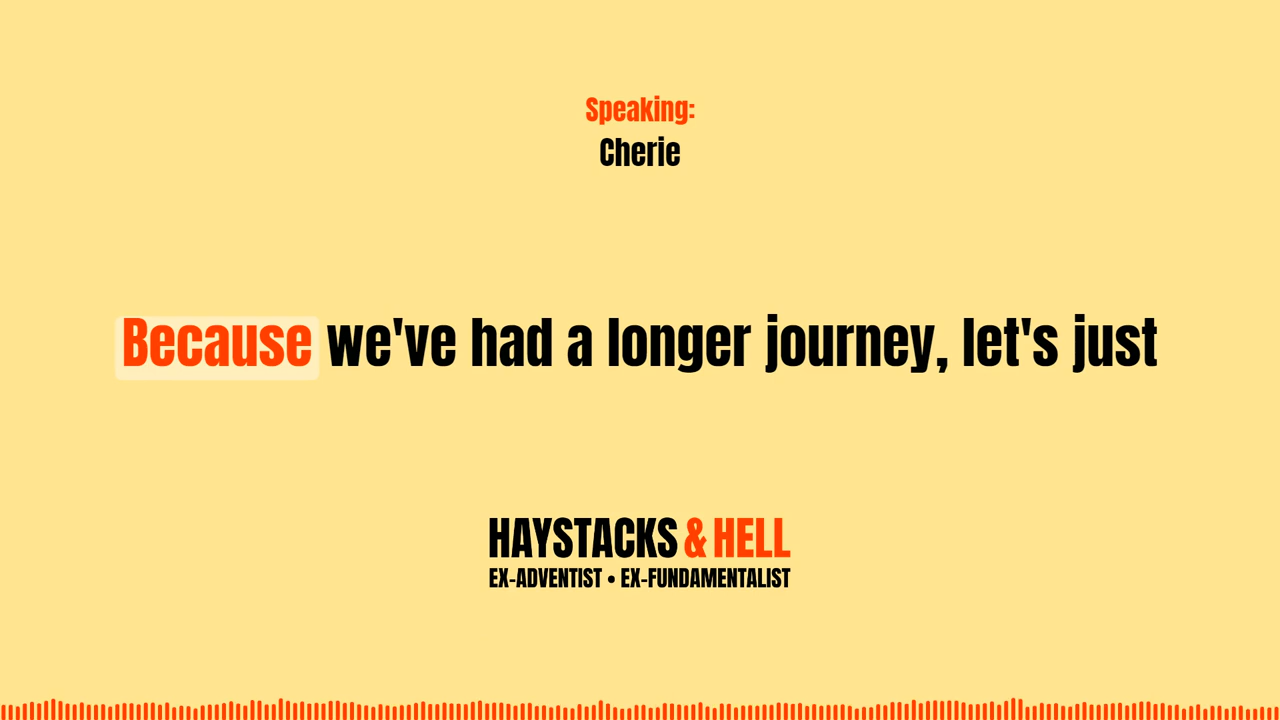 Speaking:
Cherie
Because we've had a longer journey, let's just
HAYSTACKS & HELL
EX-ADVENTIST • EX-FUNDAMENTALIST